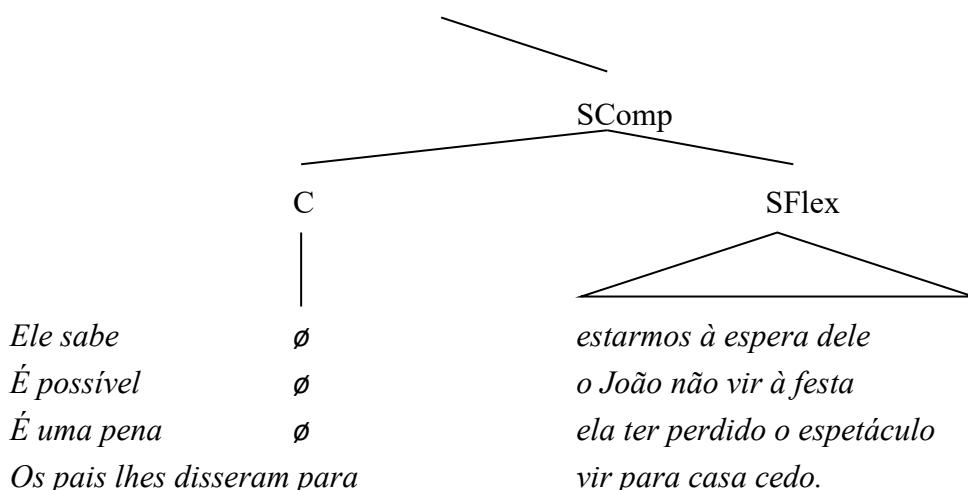 SComp
C SFlex
Ele sabe ø estarmos à espera dele
É possível ø o João não vir à festa
É uma pena ø ela ter perdido o espetáculo
Os pais lhes disseram para vir para casa cedo.